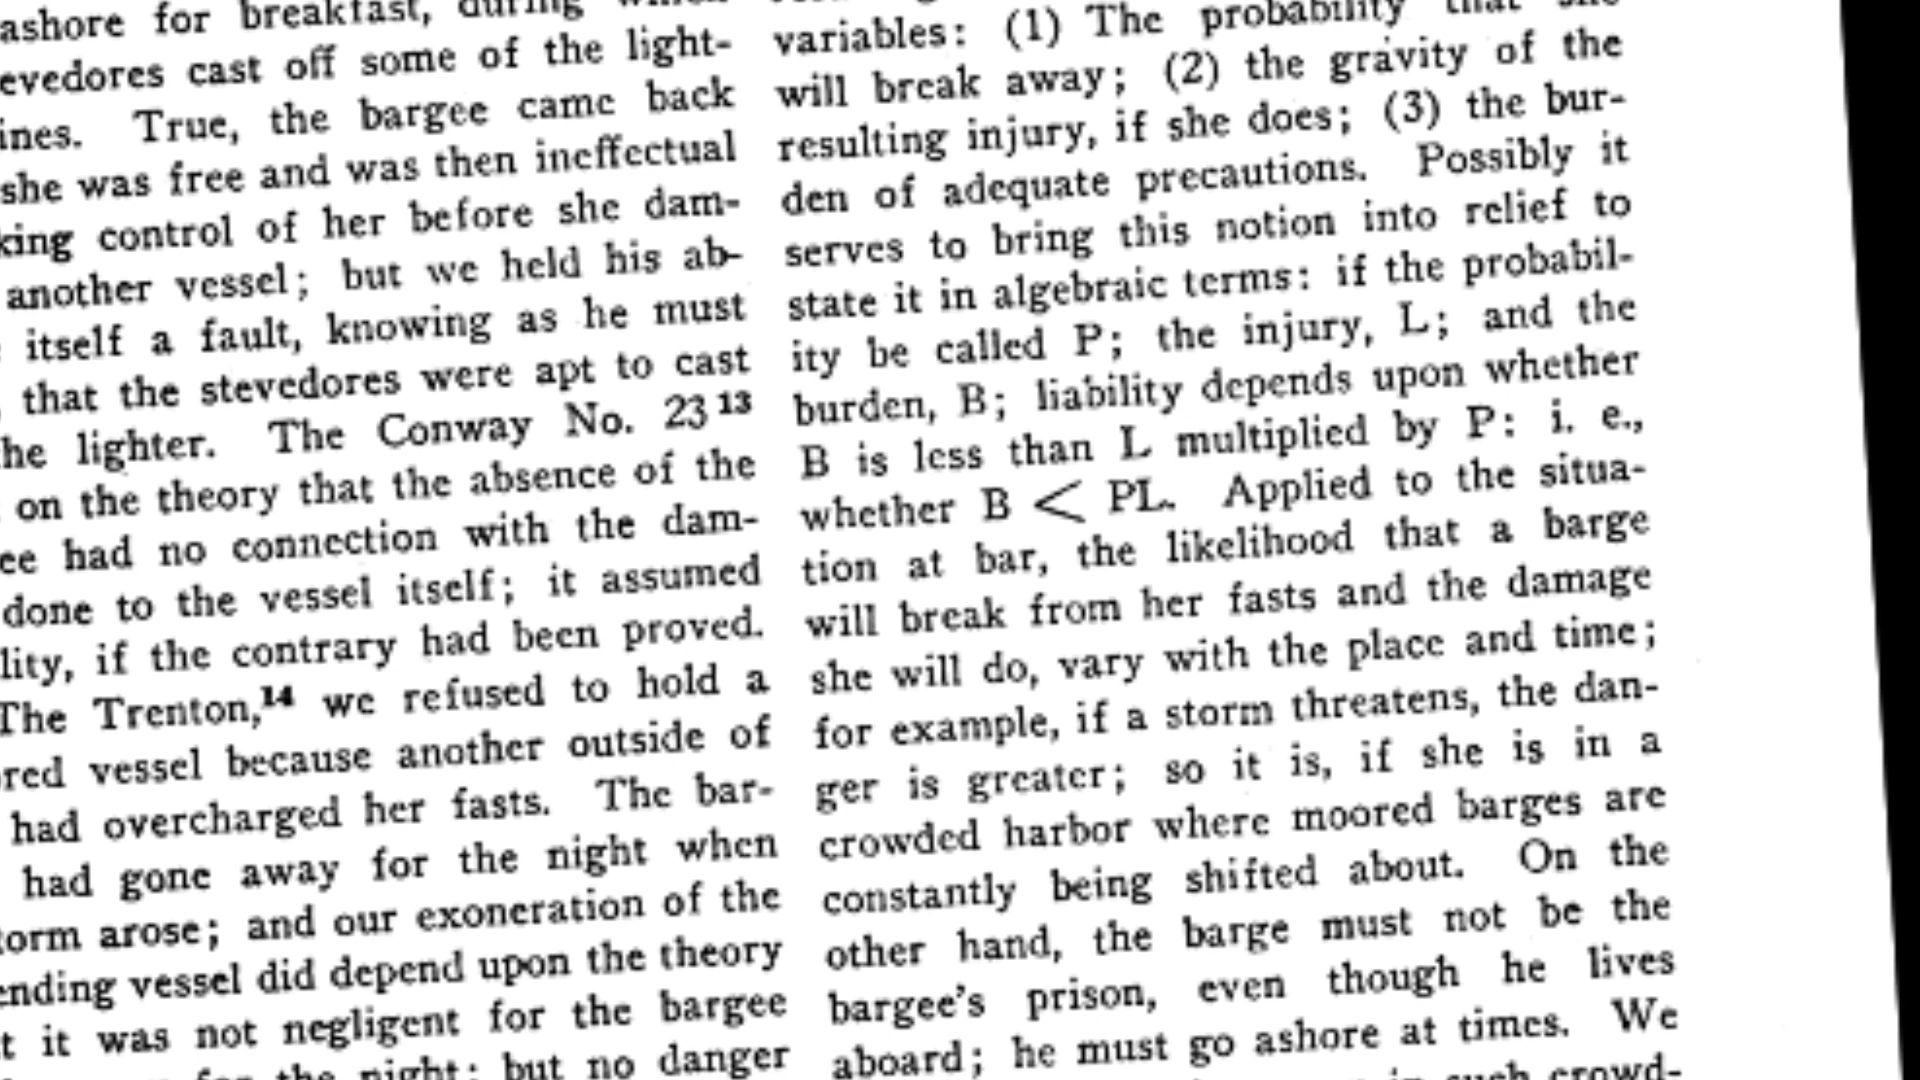 ashore for breakfast, during which
evedores cast off some of the light-
ines. True, the bargee came back
she was free and was then ineffectual
king control of her before she dam-
another vessel; but we held his ab-
itself a fault, knowing as he must
that the stevedores were apt to cast
he lighter. The Conway No. 23 13
on the theory that the absence of the
ee had no connection with the dam-
done to the vessel itself; it assumed
lity, if the contrary had been proved.
The Trenton,14 we refused to hold a
red vessel because another outside of
had overcharged her fasts. The bar-
had gone away for the night when
torm arose; and our exoneration of the
ending vessel did depend upon the theory
t it was not negligent for the bargee
for the night; but no danger
variables: (1) The probability that she
will break away; (2) the gravity of the
resulting injury, if she does; (3) the bur-
den of adequate precautions. Possibly it
serves to bring this notion into relief to
state it in algebraic terms: if the probabil-
ity be called P; the injury, L; and the
burden, B; liability depends upon whether
B is less than L multiplied by P: i. e.,
whether B < PL. Applied to the situa-
tion at bar, the likelihood that a barge
will break from her fasts and the damage
she will do, vary with the place and time;
for example, if a storm threatens, the dan-
ger is greater; so it is, if she is in a
crowded harbor where moored barges are
constantly being shifted about. On the
other hand, the barge must not be the
bargee's prison, even though he lives
aboard; he must go ashore at times. We
in such crowd-